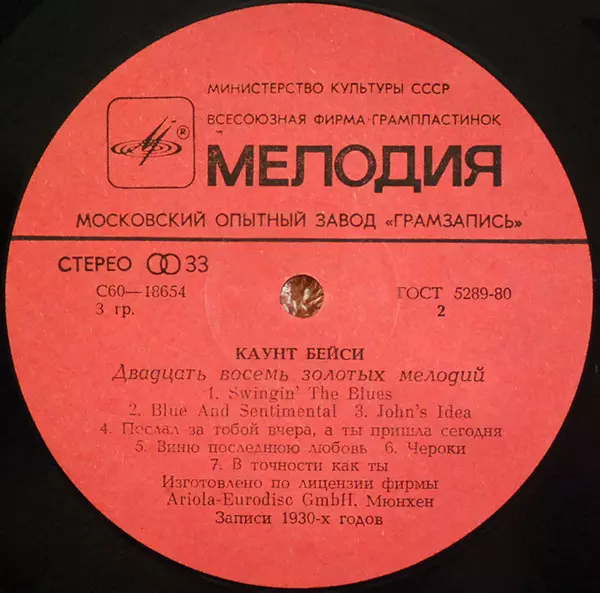 МИНИСТЕРСТВО КУЛЬТУРЫ СССР
ВСЕСОЮЗНАЯ ФИРМА·ГРАМПЛАСТИНОК
®
МЕЛОДИЯ
МОСКОВСКИЙ ОПЫТНЫЙ ЗАВОД «ГРАМЗАПИСЬ»
СТЕРЕО 33
С60—18654
ГОСТ 5289-80
3 гр.
2
КАУНТ БЕЙСИ
Двадцать восемь золотых мелодий
1. Swingin' The Blues
2. Blue And Sentimental 3. John's Idea
4. Послал за тобой вчера, а ты пришла сегодня
5. Виню последнюю любовь 6. Чероки
7. В точности как ты
Изготовлено по лицензии фирмы
Ariola-Eurodisc GmbH, Мюнхен
Записи 1930-х годов